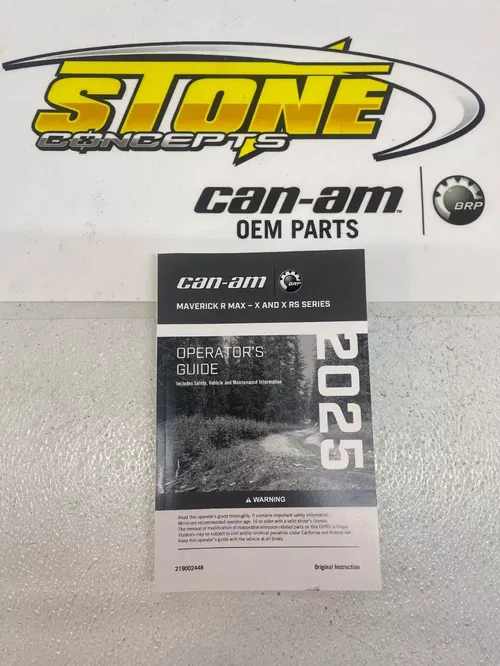 STONE
CONCEPTS
can-am™
BRP
OEM PARTS
can-am
BRP
MAVERICK R MAX – X AND X RS SERIES
OPERATOR'S
GUIDE
Includes Safety, Vehicle and Maintenance Information
2025
WARNING
Read this operator's guide thoroughly. It contains important safety information.
Minimum recommended operator age: 16 or older with a valid driver's license.
The removal or modification of evaporative emission-related parts on this OHRV is illegal.
Violators may be subject to civil and/or criminal penalties under California and Federal law.
Keep this operator's guide with the vehicle at all times.
219002448
Original Instruction